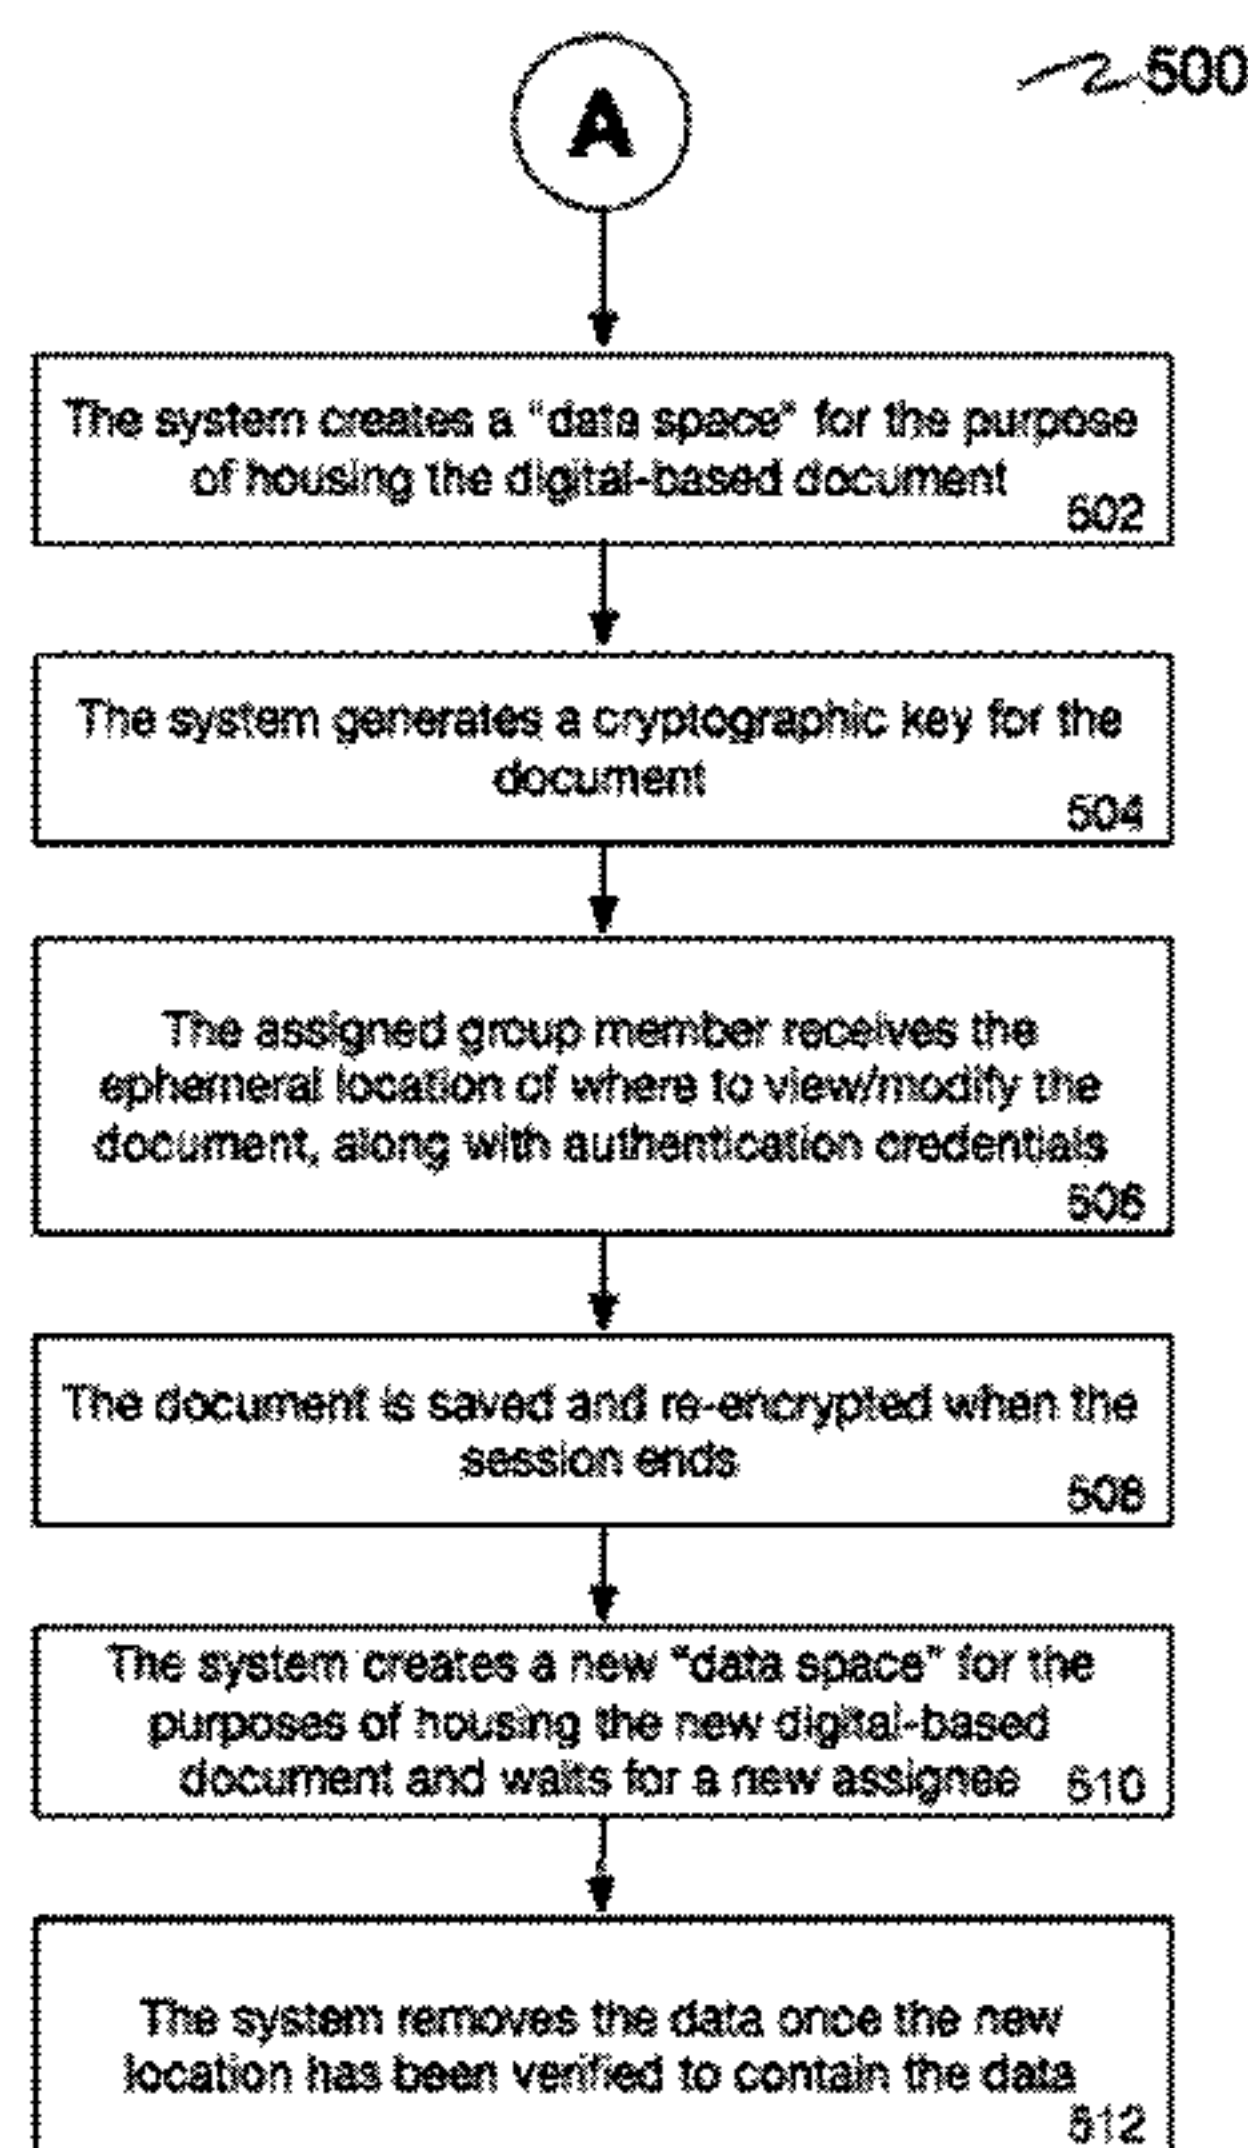 A
500
The system creates a "data space" for the purpose
of housing the digital-based document
502
The system generates a cryptographic key for the
document
504
The assigned group member receives the
ephemeral location of where to view/modify the
document, along with authentication credentials
506
The document is saved and re-encrypted when the
session ends
508
The system creates a new "data space" for the
purposes of housing the new digital-based
document and waits for a new assignee
510
The system removes the data once the new
location has been verified to contain the data
512